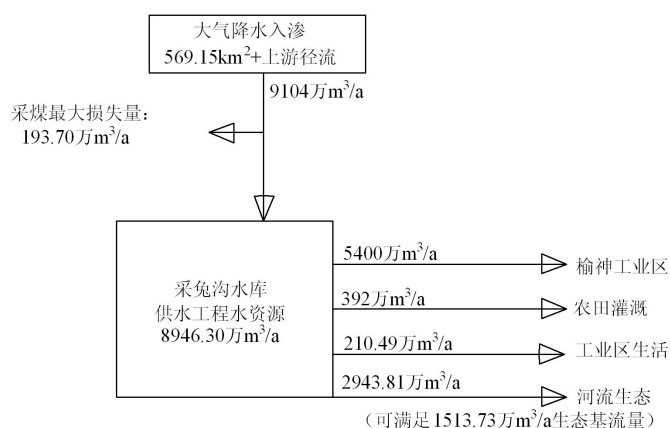 大气降水入渗
569.15km²+上游径流
9104万m³/a
采煤最大损失量:
193.70万m³/a
采兔沟水库
供水工程水资源
8946.30万m³/a
5400万m³/a
榆神工业区
392万m³/a
农田灌溉
210.49万m³/a
工业区生活
2943.81万m³/a
河流生态
(可满足1513.73万m³/a生态基流量)